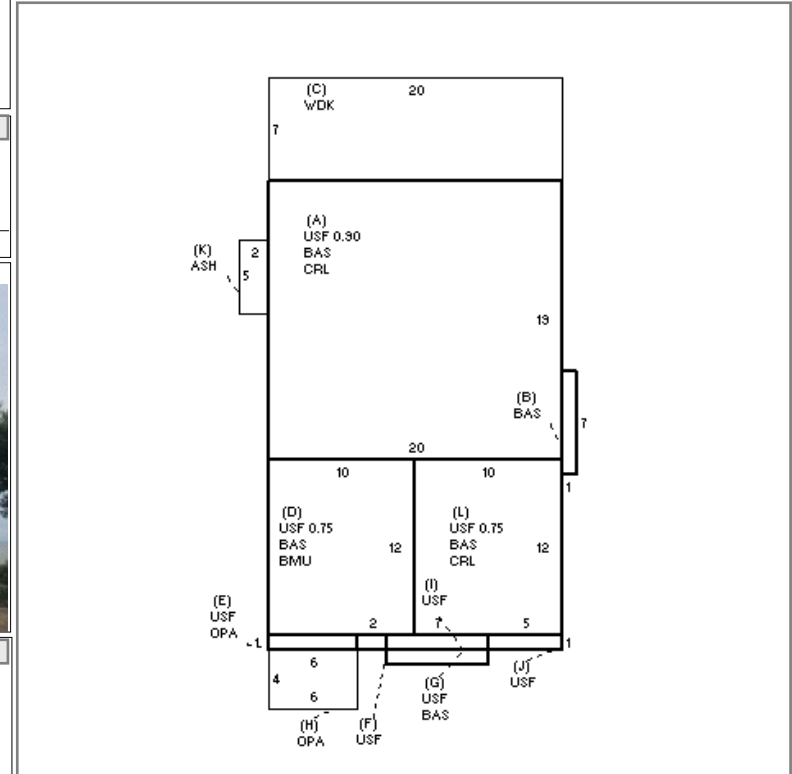 (C)
WDK
20
7
(A)
USF 0.90
BAS
CRL
(K)
ASH
2
5
19
(B)
BAS
7
20
1
10
10
(D)
USF 0.75
BAS
BMU
12
(L)
USF 0.75
BAS
CRL
12
(I)
USF
(E)
USF
OPA
2
7
5
1
1
6
4
6
(H)
OPA
(F)
USF
(G)
USF
BAS
(J)
USF